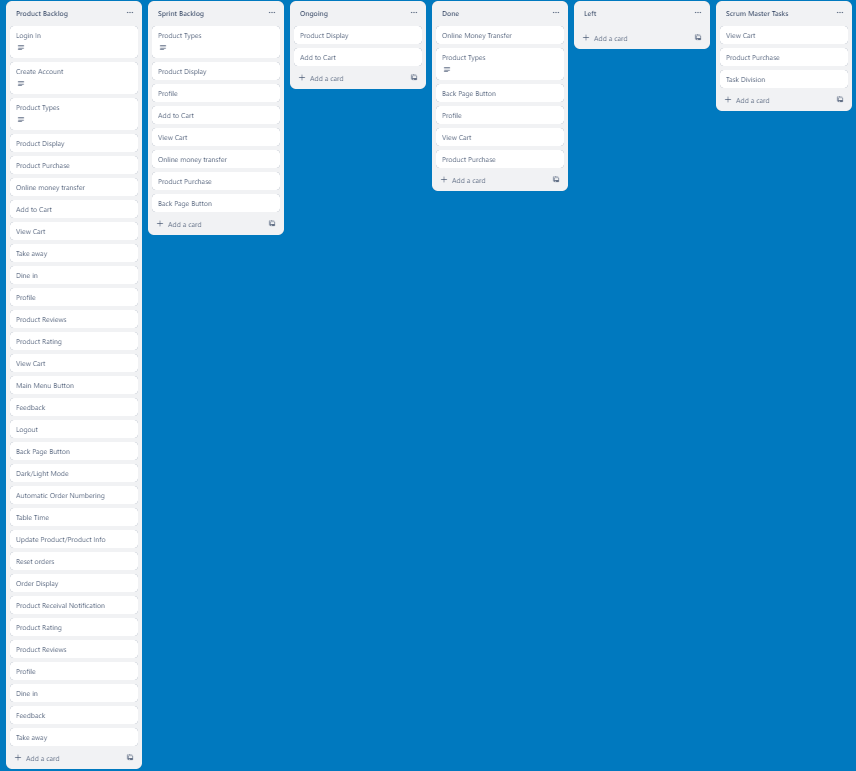 Product Backlog
Login In
Create Account
Product Types
Product Display
Product Purchase
Online money transfer
Add to Cart
View Cart
Take away
Dine in
Profile
Product Reviews
Product Rating
View Cart
Main Menu Button
Feedback
Logout
Back Page Button
Dark/Light Mode
Automatic Order Numbering
Table Time
Update Product/Product Info
Reset orders
Order Display
Product Receival Notification
Product Rating
Product Reviews
Profile
Dine in
Feedback
Take away
Add a card
Sprint Backlog
Product Types
Product Display
Profile
Add to Cart
View Cart
Online money transfer
Product Purchase
Back Page Button
Add a card
Ongoing
Product Display
Add to Cart
Add a card
Done
Online Money Transfer
Product Types
Back Page Button
Profile
View Cart
Product Purchase
Add a card
Left
Add a card
Scrum Master Tasks
View Cart
Product Purchase
Task Division
Add a card